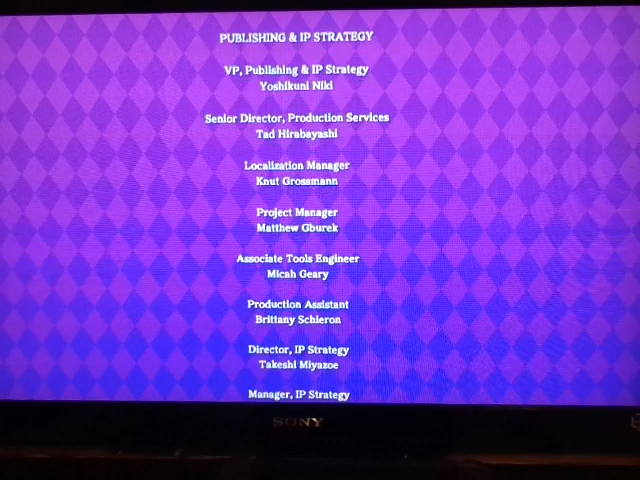 PUBLISHING & IP STRATEGY
VP, Publishing & IP Strategy
Yoshikuni Niki
Senior Director, Production Services
Tad Hirabayashi
Localization Manager
Knut Grossmann
Project Manager
Matthew Gburek
Associate Tools Engineer
Micah Geary
Production Assistant
Brittany Schieron
Director, IP Strategy
Takeshi Miyazoe
Manager, IP Strategy
SONY